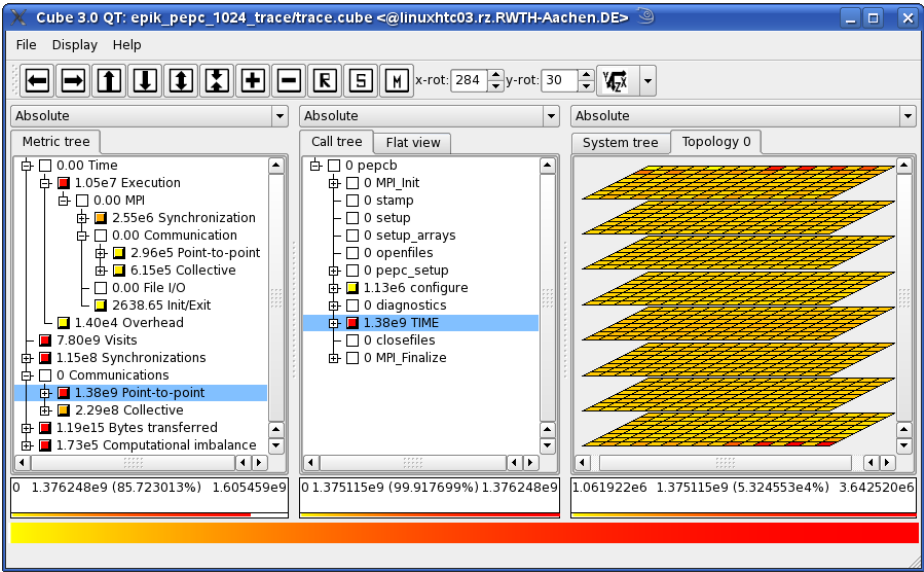 Cube 3.0 QT: epik_pepc_1024_trace/trace.cube <@linuxhtc03.rz.RWTH-Aachen.DE>
File Display Help
R S M x-rot: 284 y-rot: 30
Absolute
Metric tree
0.00 Time
1.05e7 Execution
0.00 MPI
2.55e6 Synchronization
0.00 Communication
2.96e5 Point-to-point
6.15e5 Collective
0.00 File I/O
2638.65 Init/Exit
1.40e4 Overhead
7.80e9 Visits
1.15e8 Synchronizations
0 Communications
1.38e9 Point-to-point
2.29e8 Collective
1.19e15 Bytes transferred
1.73e5 Computational imbalance
0 1.376248e9 (85.723013%) 1.605459e9
Absolute
Call tree Flat view
0 pepcb
0 MPI_Init
0 stamp
0 setup
0 setup_arrays
0 openfiles
0 pepc_setup
1.13e6 configure
0 diagnostics
1.38e9 TIME
0 closefiles
0 MPI_Finalize
0 1.375115e9 (99.917699%) 1.376248e9
Absolute
System tree Topology 0
1.061922e6 1.375115e9 (5.324553e4%) 3.642520e6